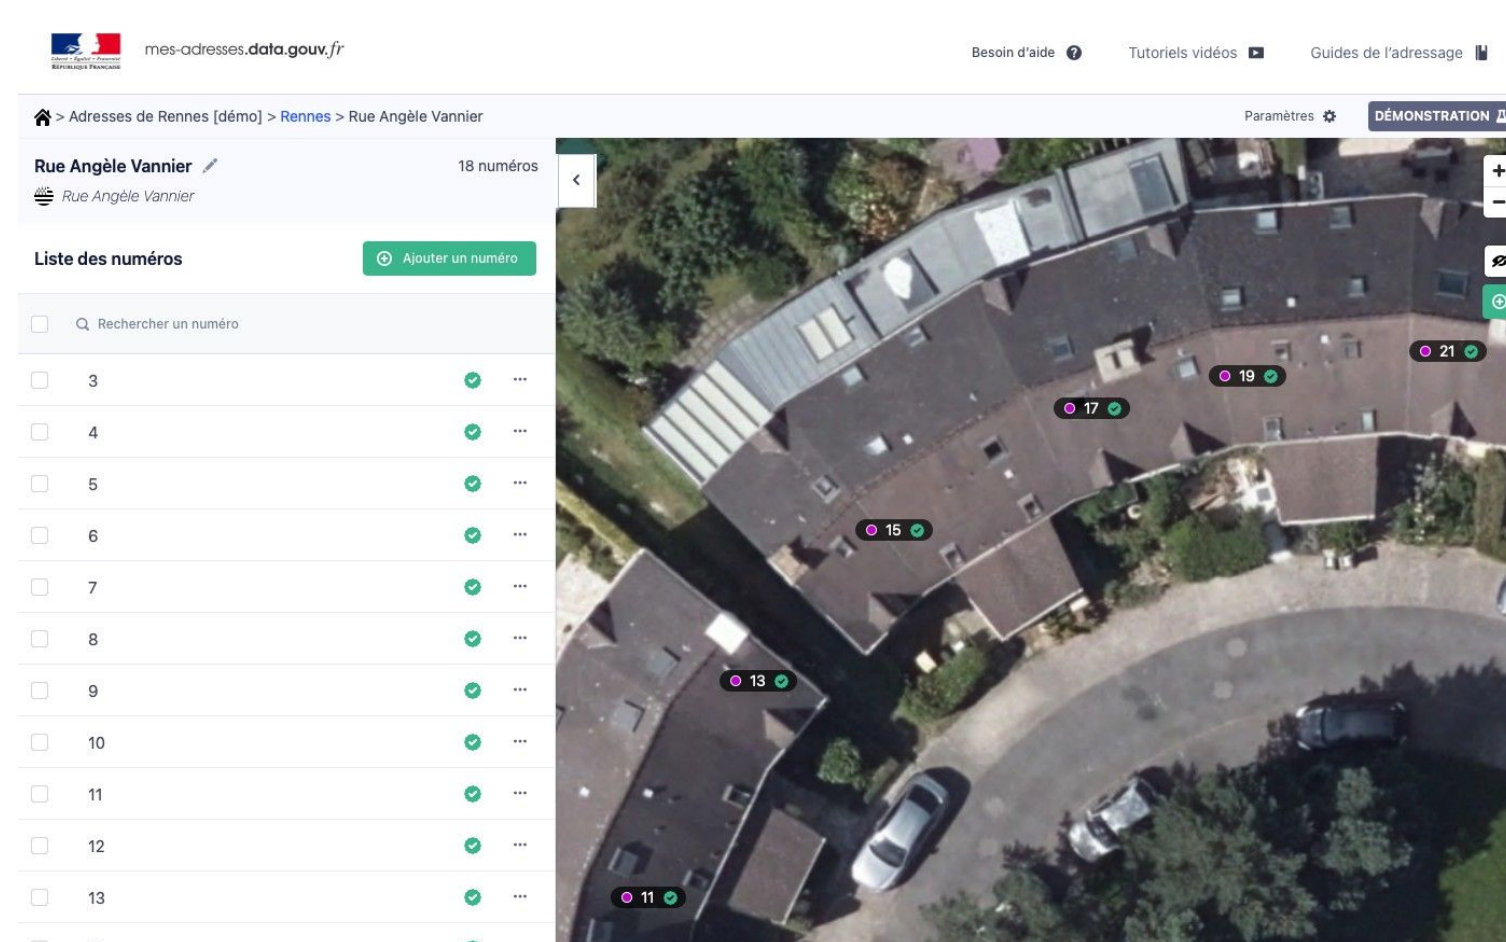 mes-adresses.data.gouv.fr
Besoin d'aide
Tutoriels vidéos
Guides de l'adressage
RÉPUBLIQUE FRANÇAISE
> Adresses de Rennes [démo] > Rennes > Rue Angèle Vannier
Paramètres
DÉMONSTRATION
Rue Angèle Vannier
18 numéros
Rue Angèle Vannier
Liste des numéros
Ajouter un numéro
Rechercher un numéro
3
4
5
6
7
8
9
10
11
12
13
21
19
17
15
13
11